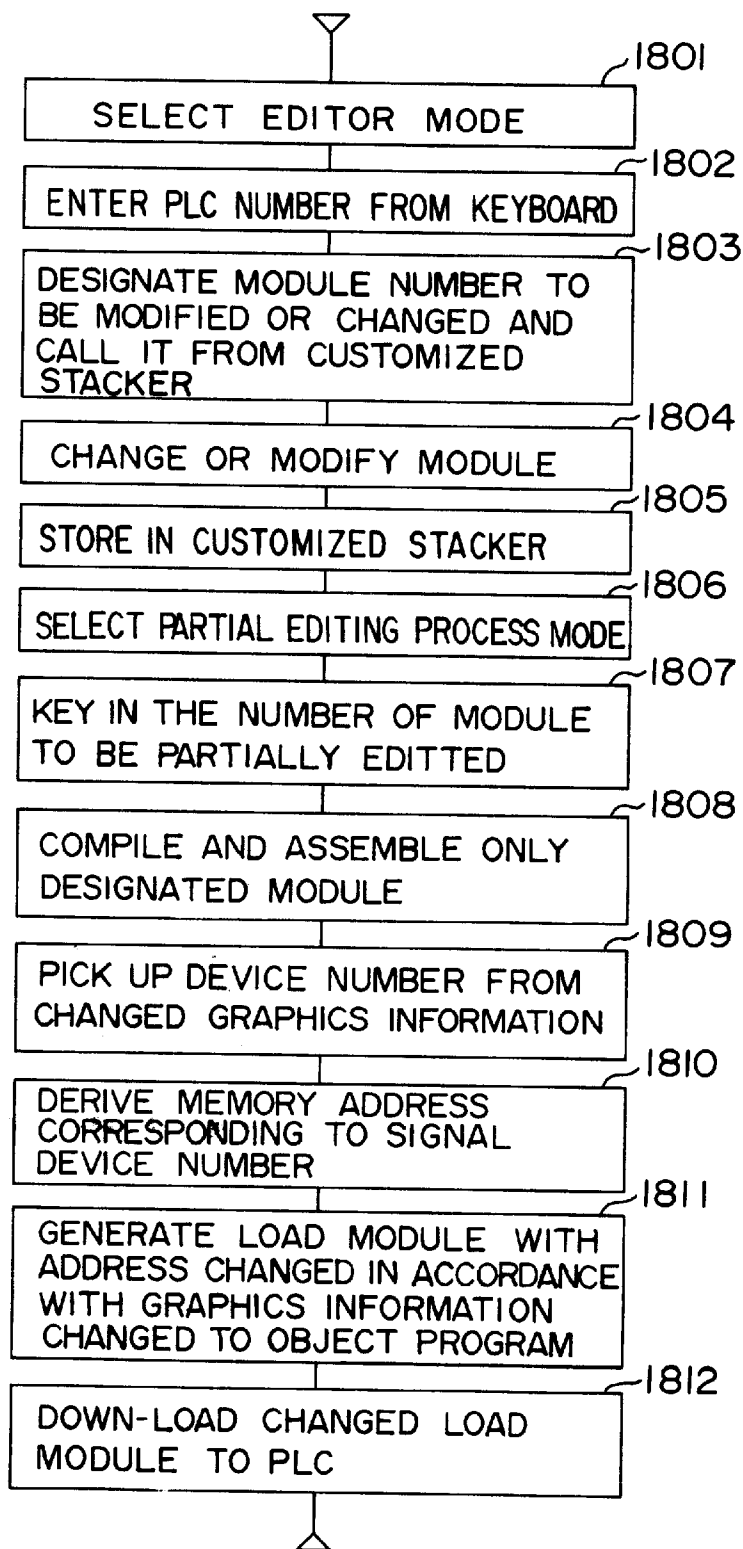 1801
SELECT EDITOR MODE
1802
ENTER PLC NUMBER FROM KEYBOARD
1803
DESIGNATE MODULE NUMBER TO
BE MODIFIED OR CHANGED AND
CALL IT FROM CUSTOMIZED
STACKER
1804
CHANGE OR MODIFY MODULE
1805
STORE IN CUSTOMIZED STACKER
1806
SELECT PARTIAL EDITING PROCESS MODE
1807
KEY IN THE NUMBER OF MODULE
TO BE PARTIALLY EDITTED
1808
COMPILE AND ASSEMBLE ONLY
DESIGNATED MODULE
1809
PICK UP DEVICE NUMBER FROM
CHANGED GRAPHICS INFORMATION
1810
DERIVE MEMORY ADDRESS
CORRESPONDING TO SIGNAL
DEVICE NUMBER
1811
GENERATE LOAD MODULE WITH
ADDRESS CHANGED IN ACCORDANCE
WITH GRAPHICS INFORMATION
CHANGED TO OBJECT PROGRAM
1812
DOWN-LOAD CHANGED LOAD
MODULE TO PLC